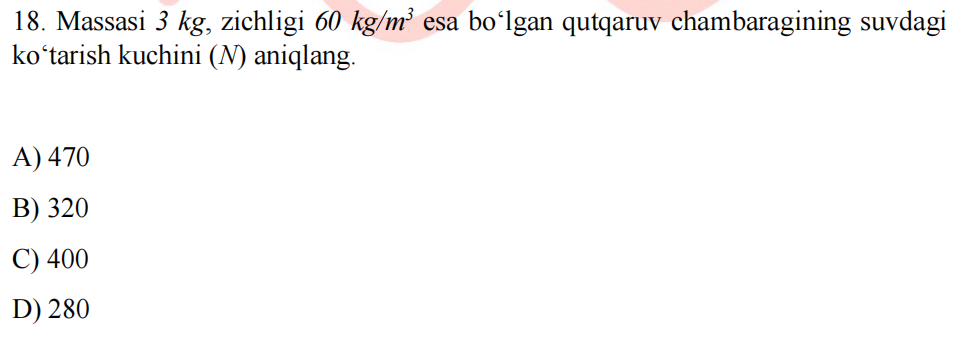 18. Massasi 3 kg, zichligi 60 kg/m³ esa bo‘lgan qutqaruv chambaragining suvdagi
ko‘tarish kuchini (N) aniqlang.
A) 470
B) 320
C) 400
D) 280